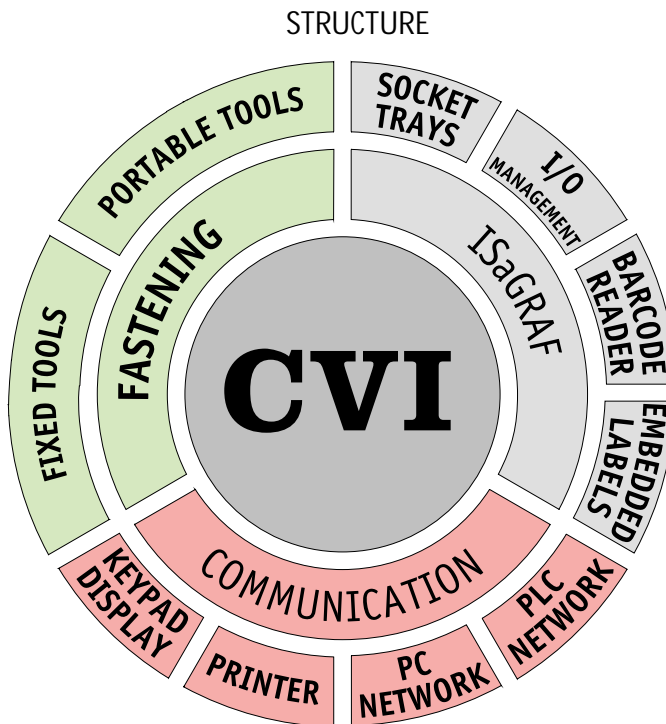 STRUCTURE
PORTABLE TOOLS
SOCKET
TRAYS
I/O
MANAGEMENT
BARCODE
READER
EMBEDDED
LABELS
FIXED TOOLS
FASTENING
ISaGRAF
CVI
COMMUNICATION
KEYPAD
DISPLAY
PRINTER
PC
NETWORK
PLC
NETWORK